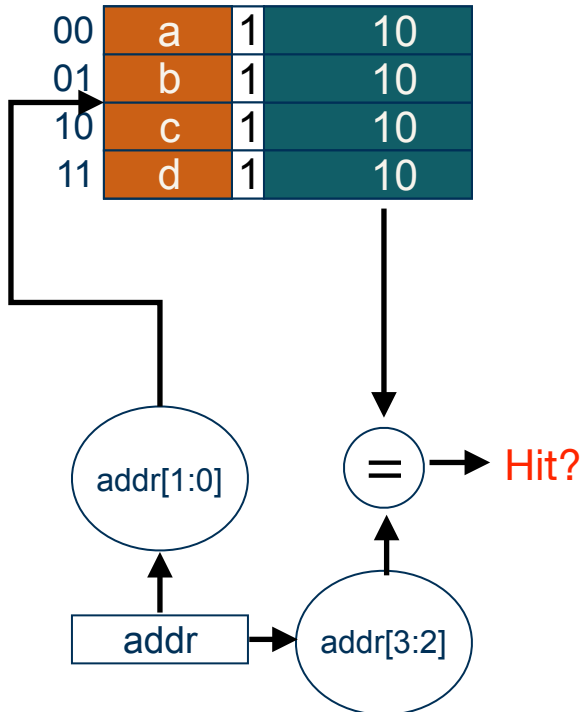 00 a 1 10
01 b 1 10
10 c 1 10
11 d 1 10
addr[1:0] = Hit?
addr addr[3:2]